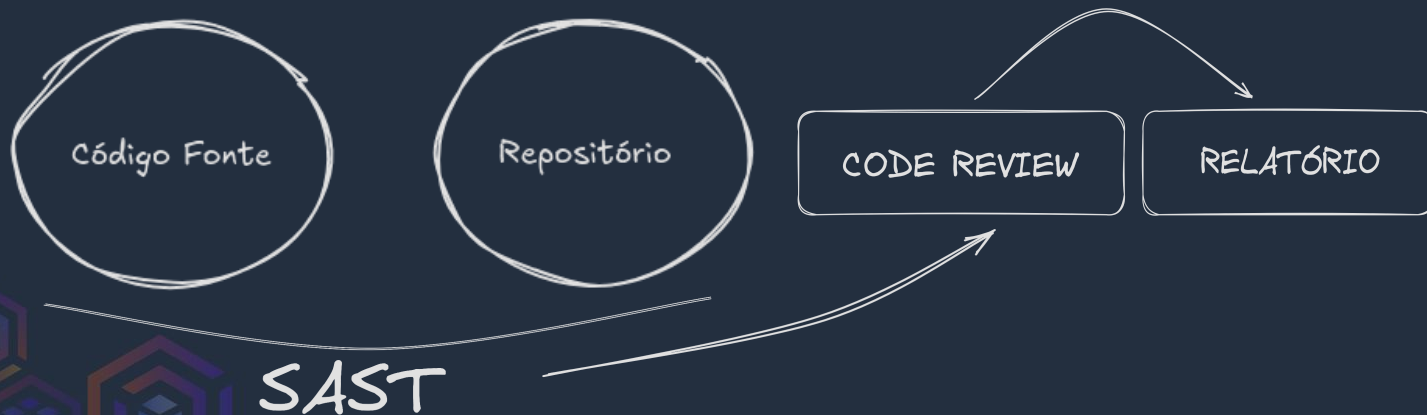 Código Fonte
Repositório
CODE REVIEW
RELATÓRIO
SAST